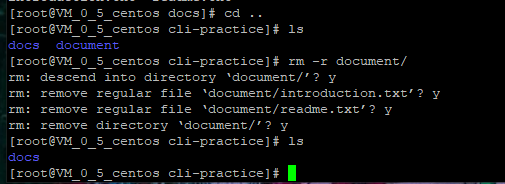 [root@VM_0_5_centos docs]# cd ..
[root@VM_0_5_centos cli-practice]# ls
docs  document
[root@VM_0_5_centos cli-practice]# rm -r document/
rm: descend into directory ‘document/’? y
rm: remove regular file ‘document/introduction.txt’? y
rm: remove regular file ‘document/readme.txt’? y
rm: remove directory ‘document/’? y
[root@VM_0_5_centos cli-practice]# ls
docs
[root@VM_0_5_centos cli-practice]#